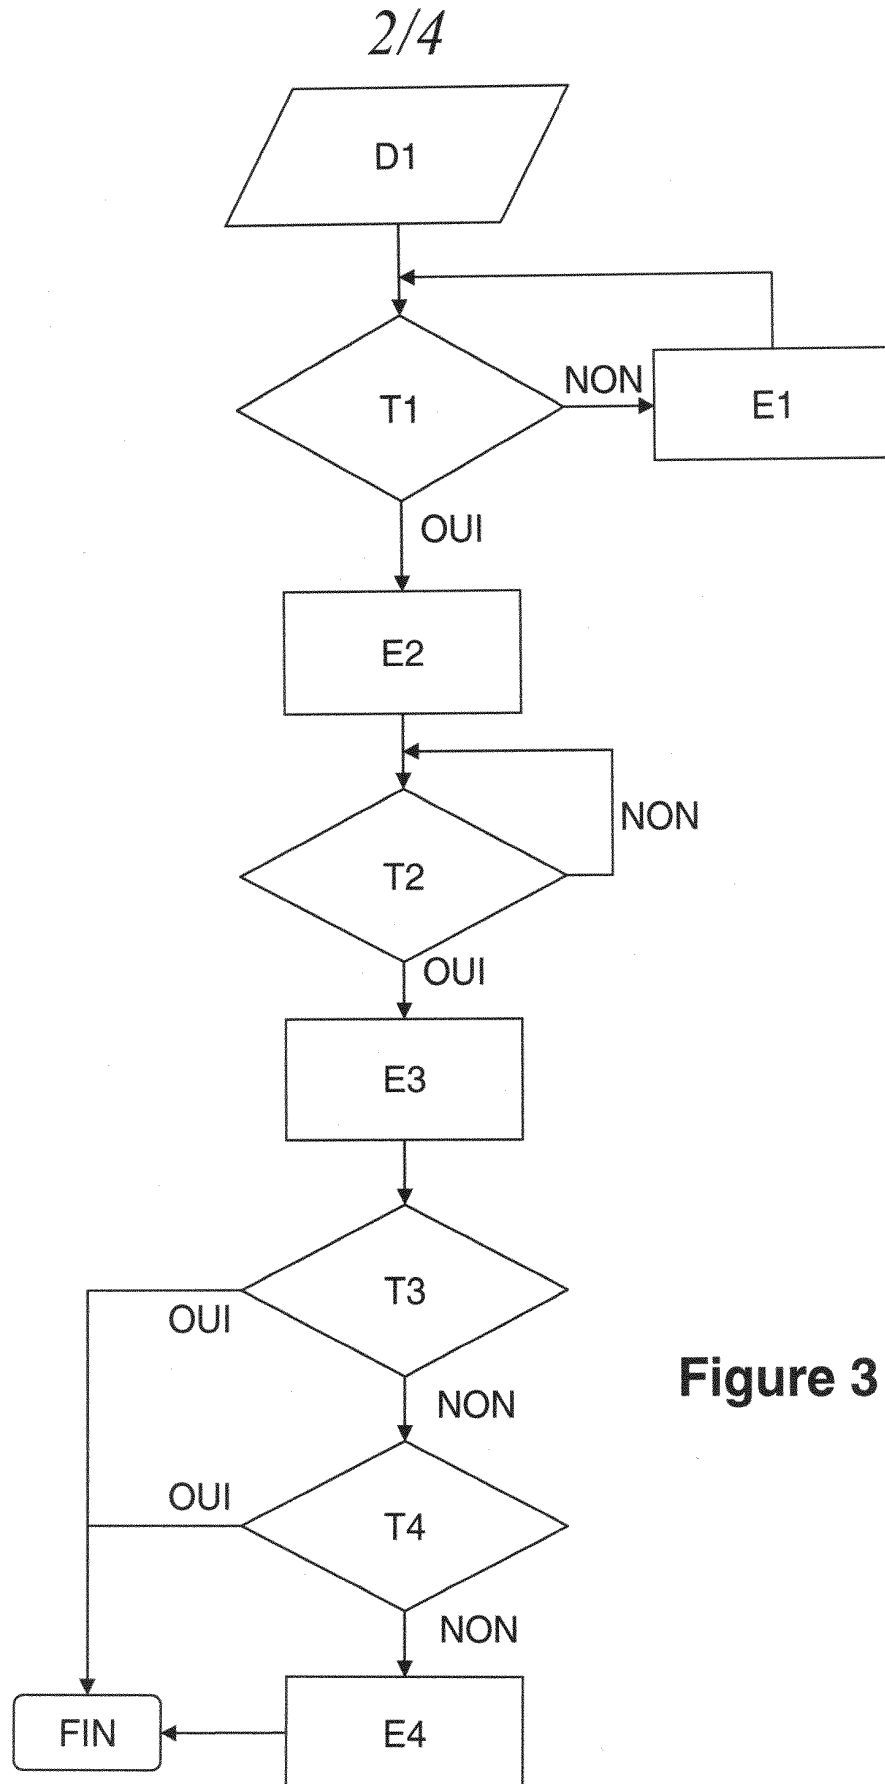 2/4
D1
T1
NON
E1
OUI
E2
NON
T2
OUI
E3
T3
OUI
Figure 3
NON
OUI
T4
NON
FIN
E4